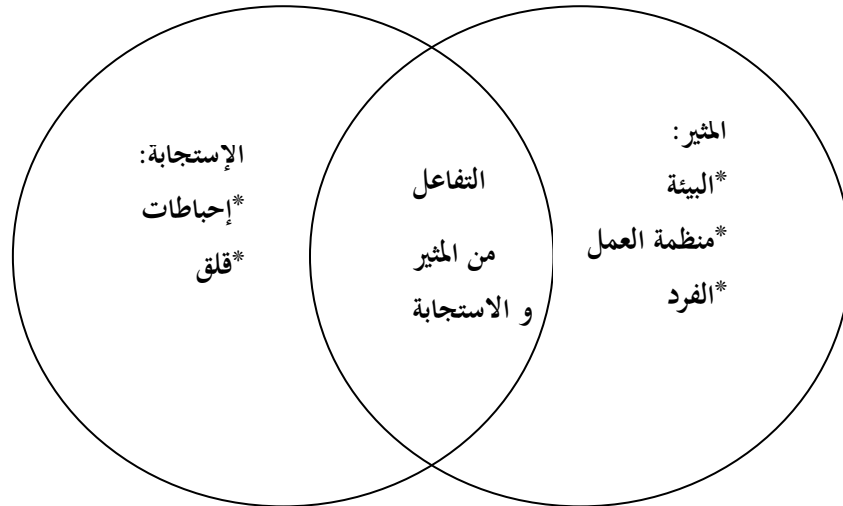 المثير:
*البيئة
*منظمة العمل
*الفرد
التفاعل
من المثير
و الاستجابة
الإستجابة:
*إحباطات
*قلق